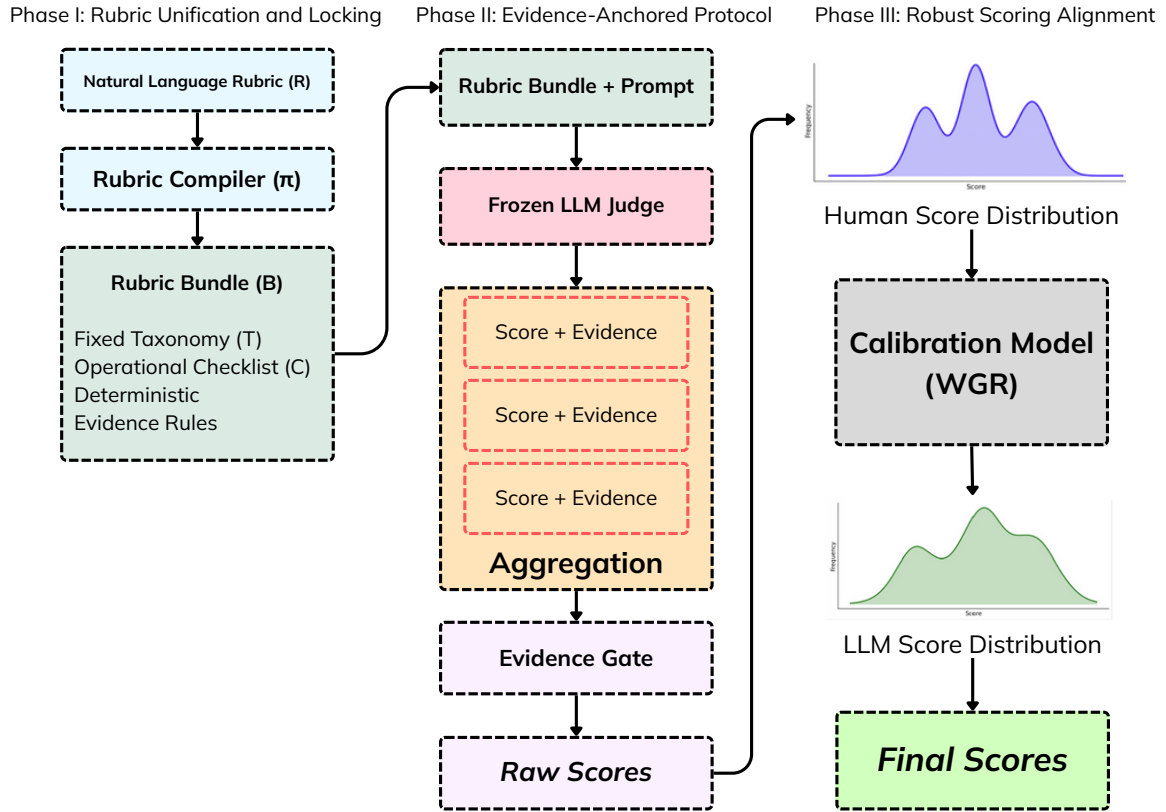 Phase I: Rubric Unification and Locking
Natural Language Rubric (R)
Rubric Compiler (π)
Rubric Bundle (B)
Fixed Taxonomy (T)
Operational Checklist (C)
Deterministic
Evidence Rules
Phase II: Evidence-Anchored Protocol
Rubric Bundle + Prompt
Frozen LLM Judge
Score + Evidence
Score + Evidence
Score + Evidence
Aggregation
Evidence Gate
Raw Scores
Phase III: Robust Scoring Alignment
Frequency
Score
Human Score Distribution
Calibration Model
(WGR)
Frequency
Score
LLM Score Distribution
Final Scores